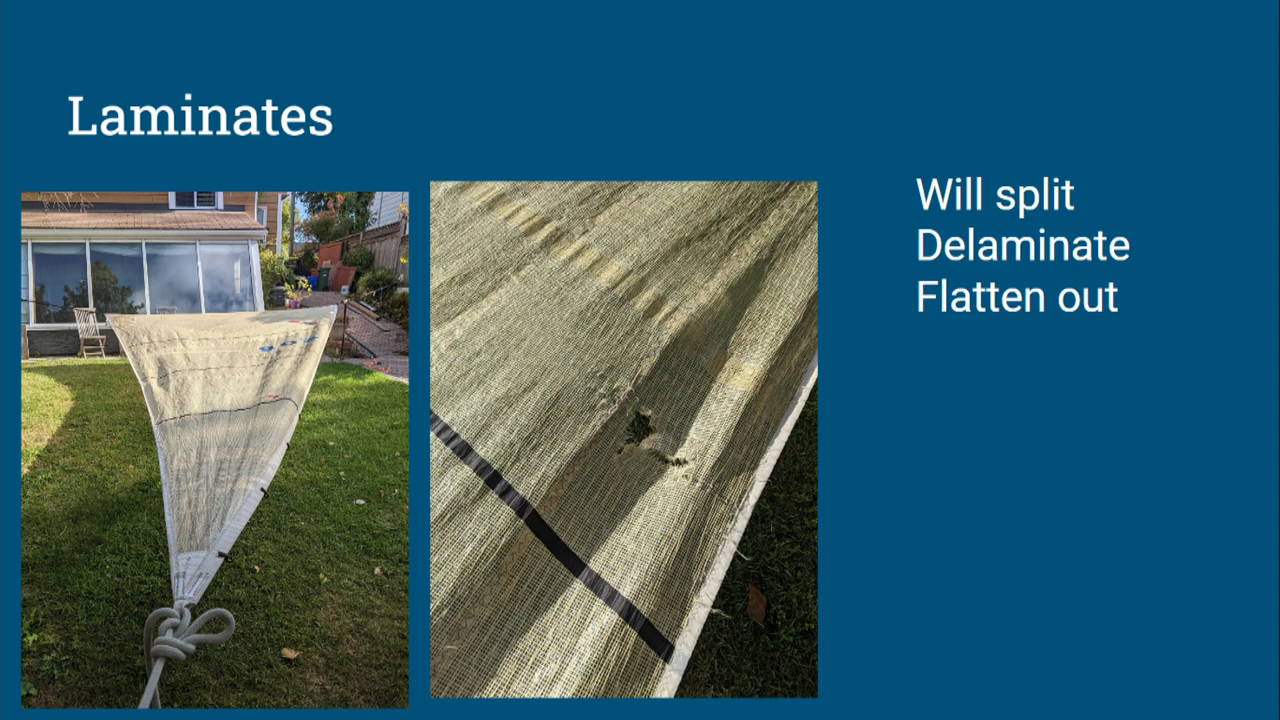 Laminates
Will split
Delaminate
Flatten out